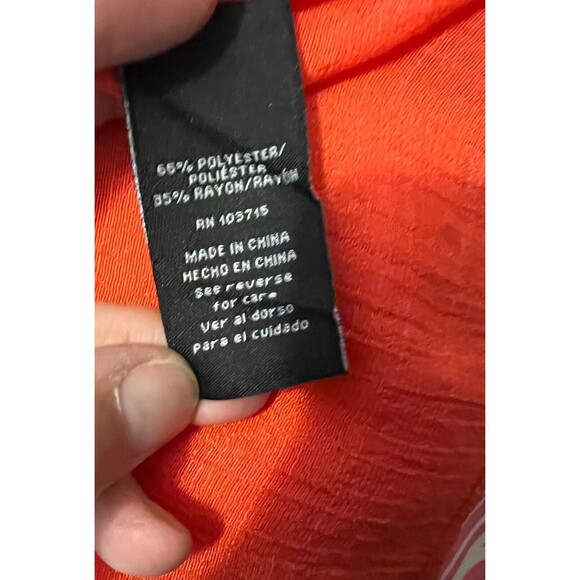 65% POLYESTER/
POLIÉSTER
35% RAYON/RAYÓN
RN 103715
MADE IN CHINA
HECHO EN CHINA
See reverse
for care
Ver al dorso
para el cuidado